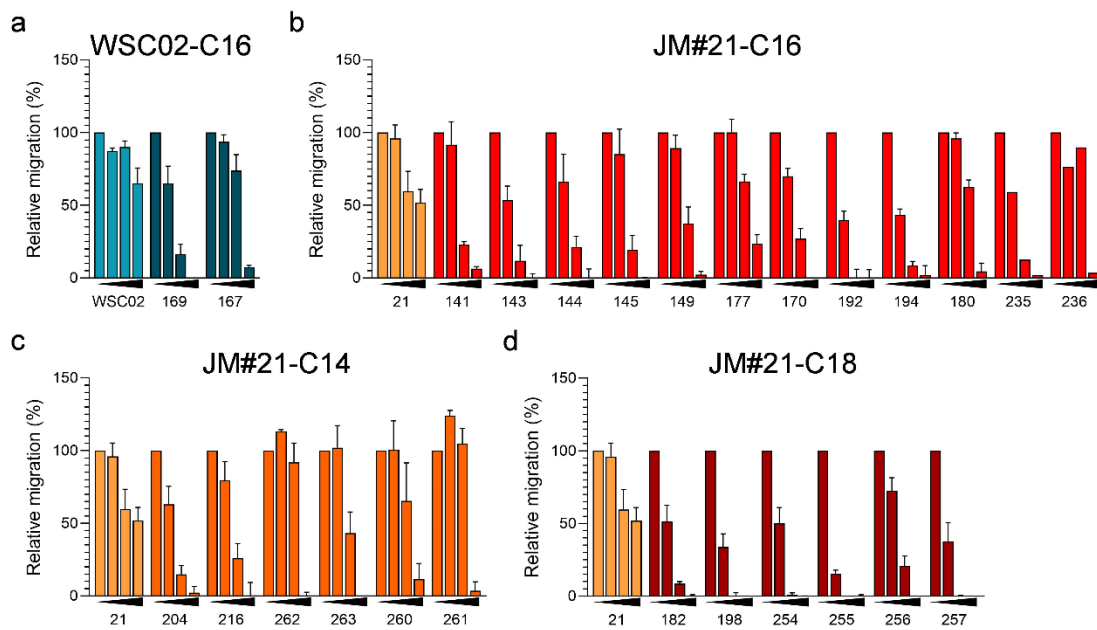 a
WSC02-C16
Relative migration (%)
150
100
50
0
WSC02 169 167
b
JM#21-C16
Relative migration (%)
150
100
50
0
21 141 143 144 145 149 177 170 192 194 180 235 236
c
JM#21-C14
Relative migration (%)
150
100
50
0
21 204 216 262 263 260 261
d
JM#21-C18
Relative migration (%)
150
100
50
0
21 182 198 254 255 256 257